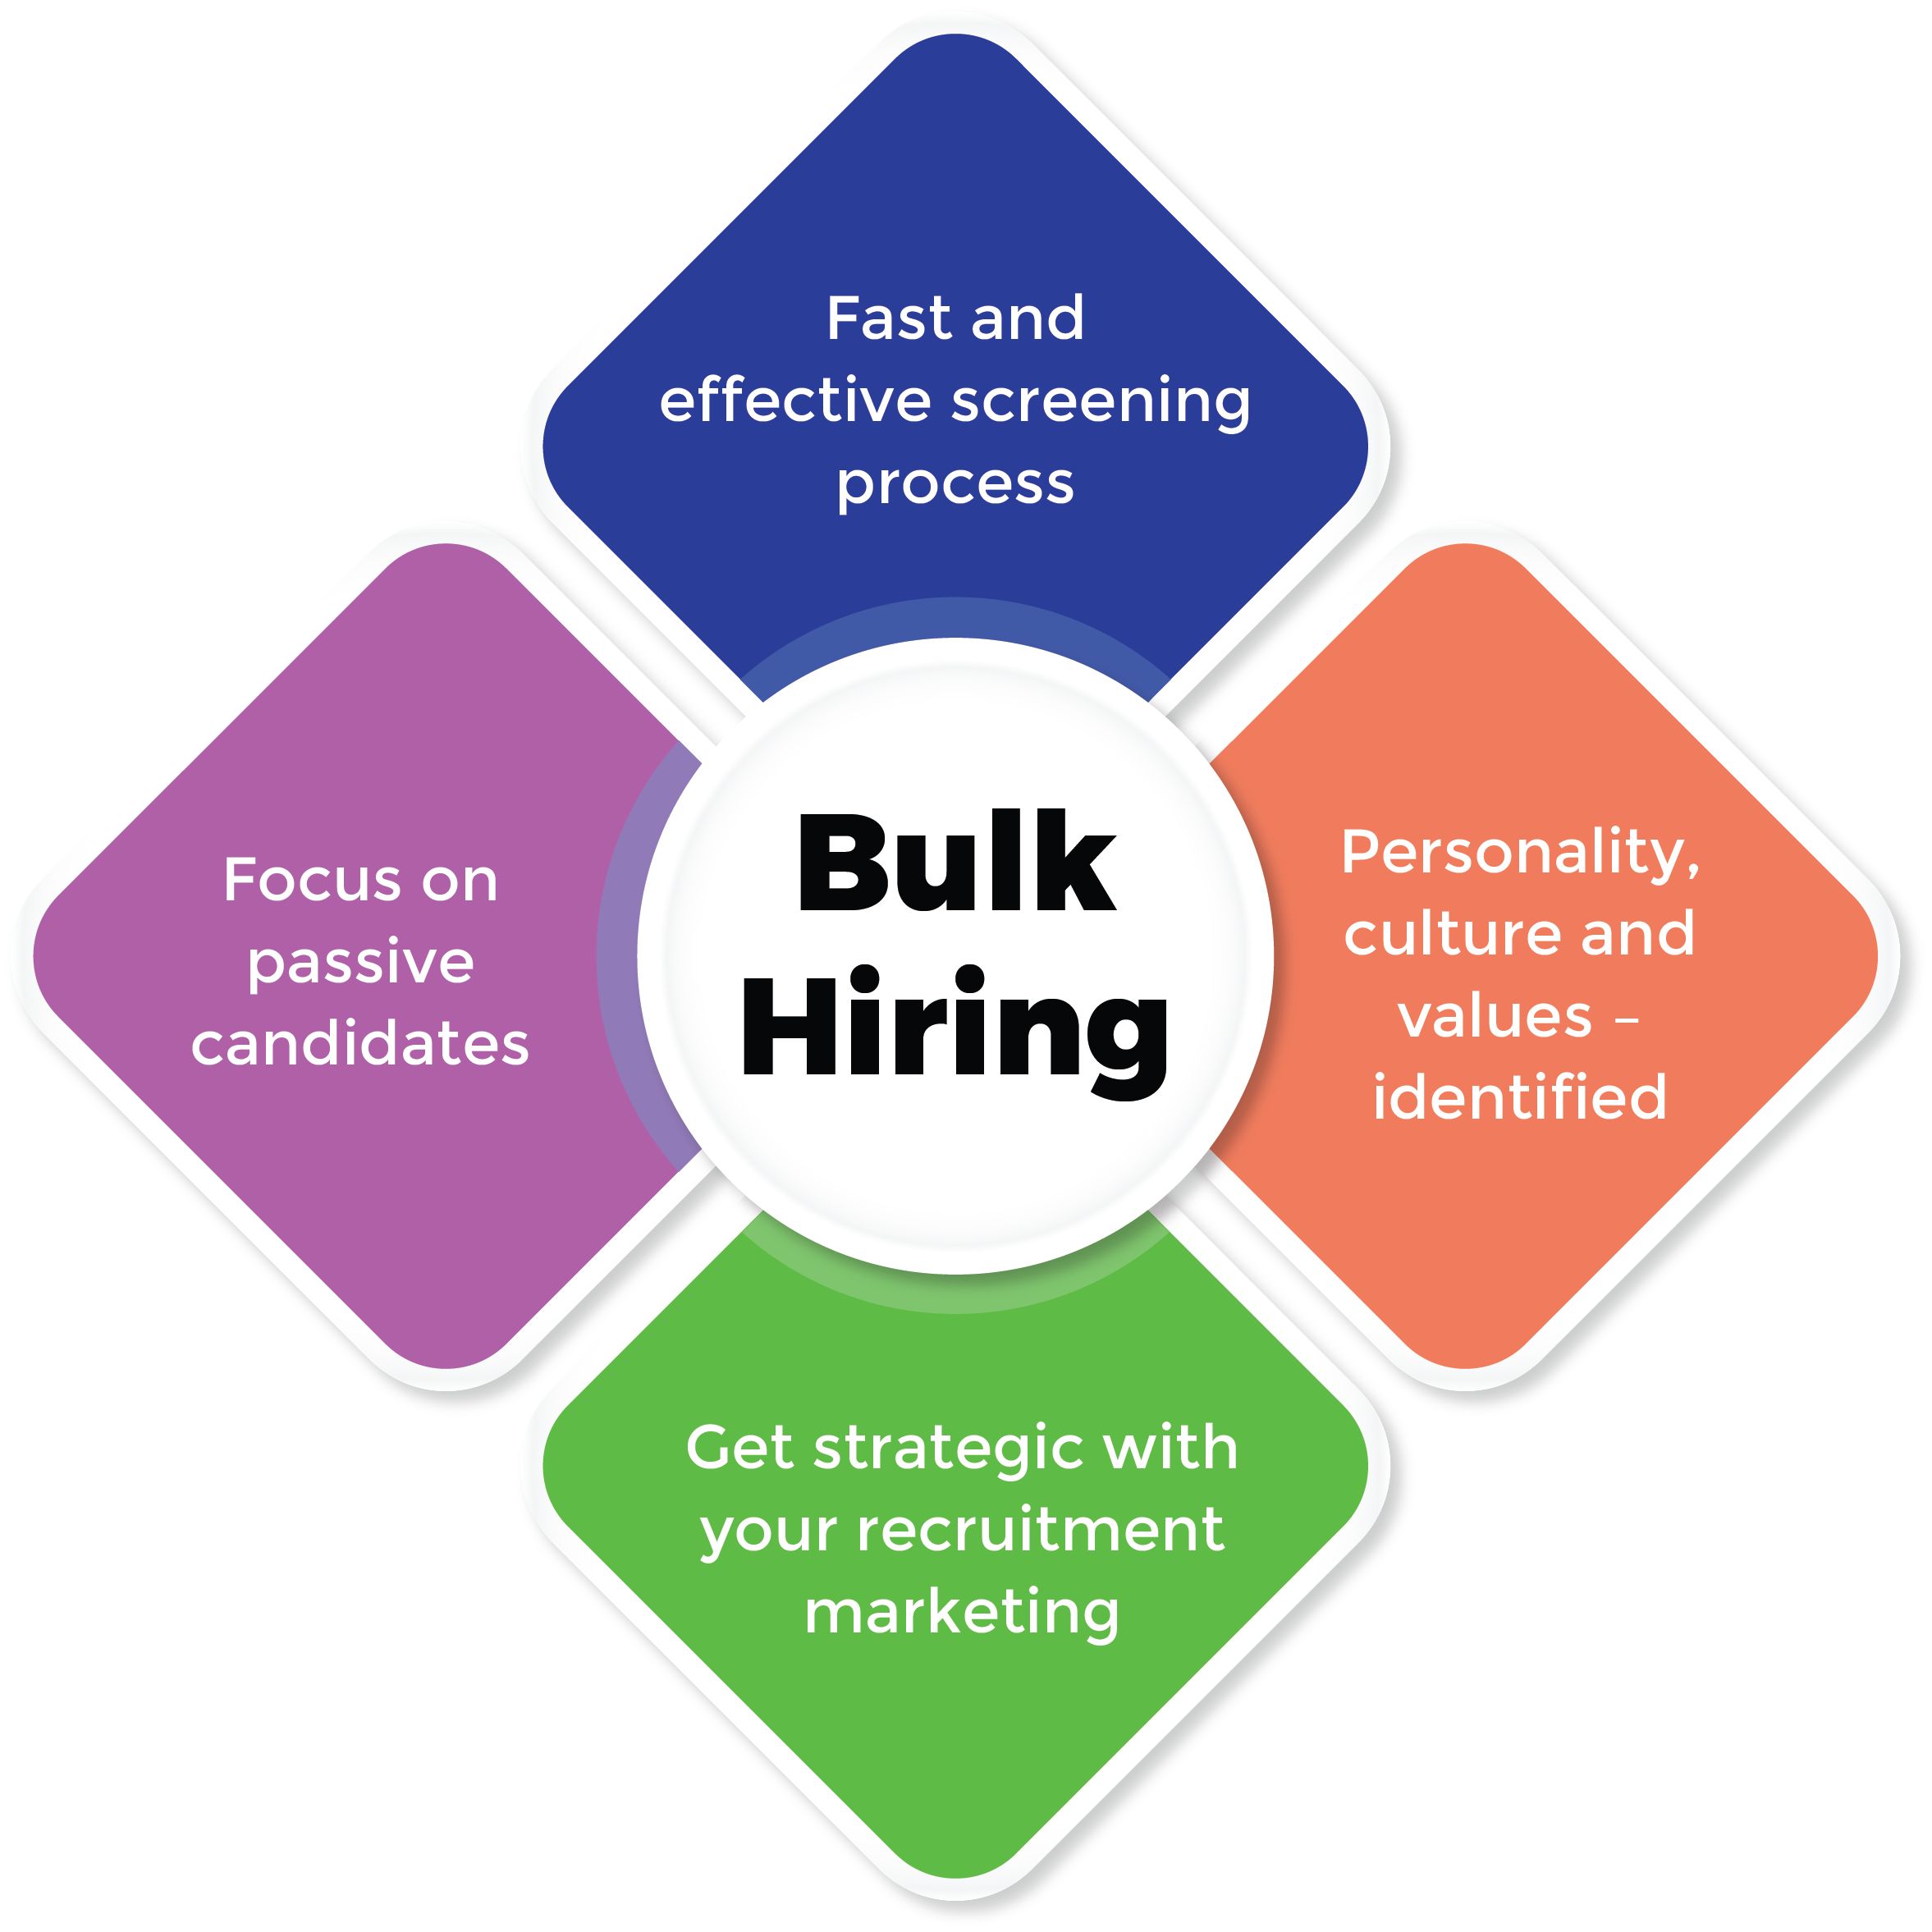 Fast and
effective screening
process
Focus on
passive
candidates
Bulk
Hiring
Personality,
culture and
values –
identified
Get strategic with
your recruitment
marketing